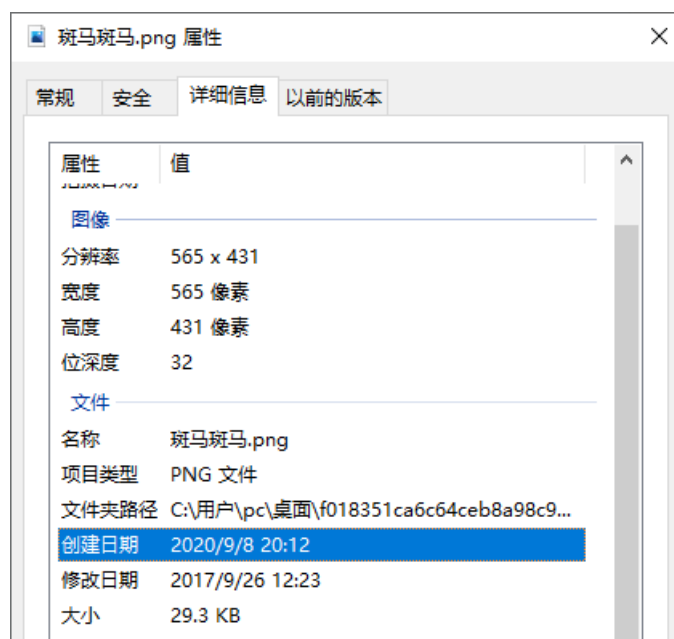 斑马斑马.png 属性
常规 安全 详细信息 以前的版本
属性 值
图像
分辨率 565 x 431
宽度 565 像素
高度 431 像素
位深度 32
文件
名称 斑马斑马.png
项目类型 PNG 文件
文件夹路径 C:\用户\pc\桌面\f018351ca6c64ceb8a98c9...
创建日期 2020/9/8 20:12
修改日期 2017/9/26 12:23
大小 29.3 KB